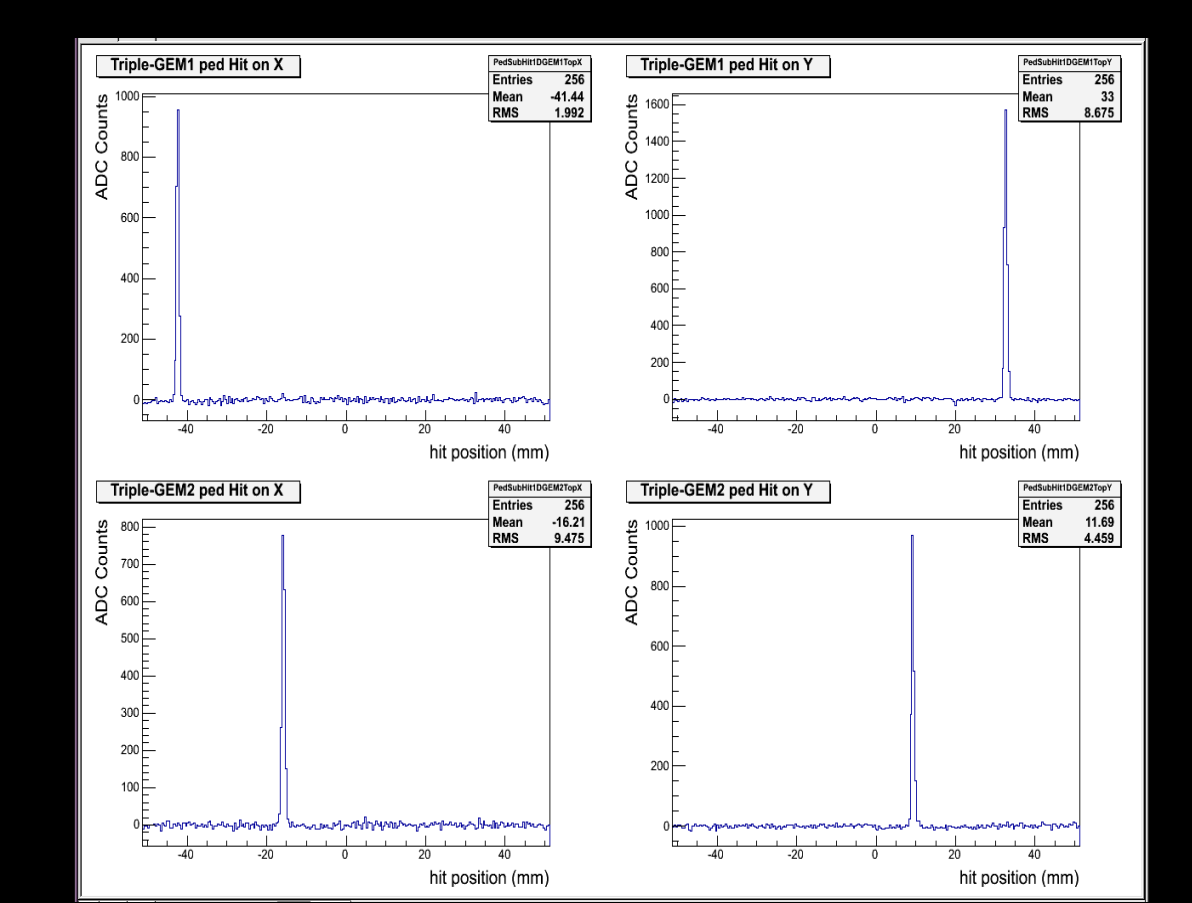 Triple-GEM1 ped Hit on X
PedSubHit1DGEM1TopX
Entries 256
Mean -41.44
RMS 1.992
ADC Counts
1000
800
600
400
200
0
-40 -20 0 20 40
hit position (mm)
Triple-GEM1 ped Hit on Y
PedSubHit1DGEM1TopY
Entries 256
Mean 33
RMS 8.675
ADC Counts
1600
1400
1200
1000
800
600
400
200
0
-40 -20 0 20 40
hit position (mm)
Triple-GEM2 ped Hit on X
PedSubHit1DGEM2TopX
Entries 256
Mean -16.21
RMS 9.475
ADC Counts
800
700
600
500
400
300
200
100
0
-40 -20 0 20 40
hit position (mm)
Triple-GEM2 ped Hit on Y
PedSubHit1DGEM2TopY
Entries 256
Mean 11.69
RMS 4.459
ADC Counts
1000
800
600
400
200
0
-40 -20 0 20 40
hit position (mm)